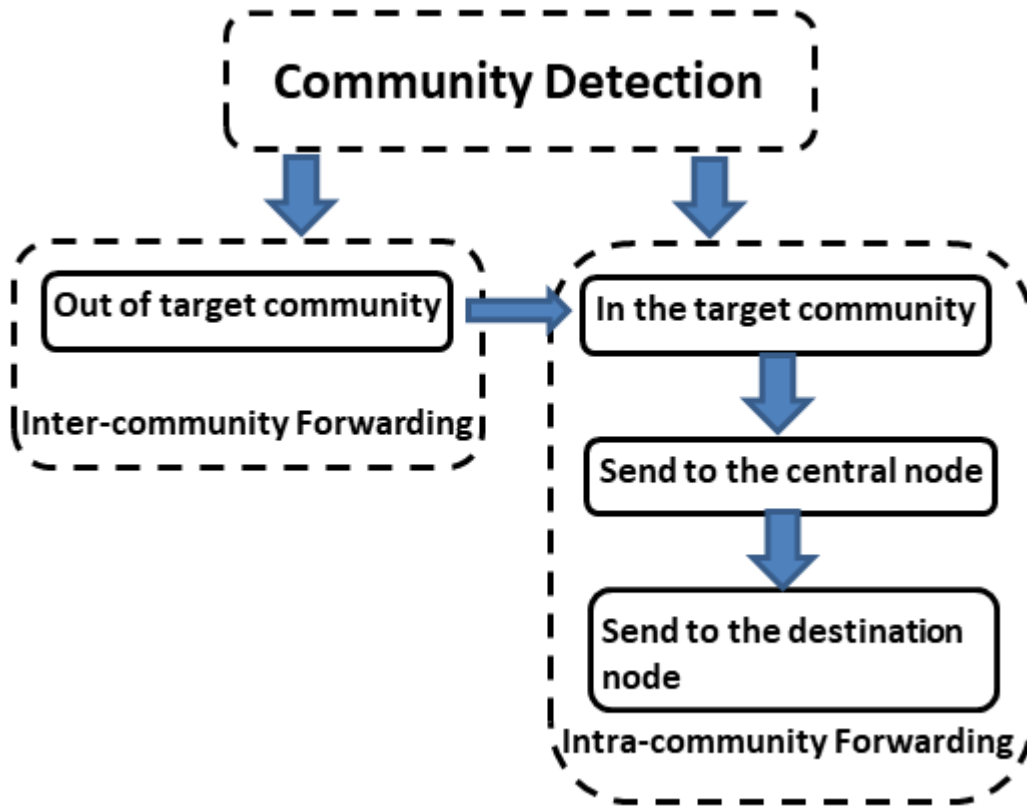 Community Detection
Out of target community
Inter-community Forwarding
In the target community
Send to the central node
Send to the destination
node
Intra-community Forwarding